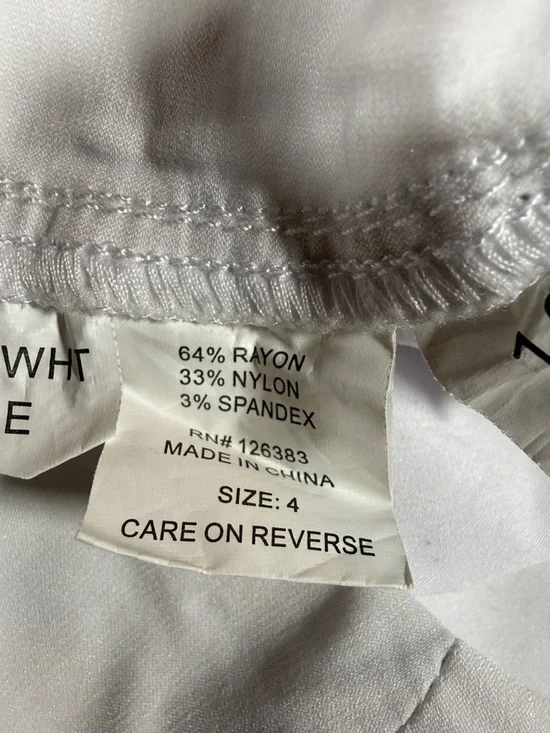 WHT
E
64% RAYON
33% NYLON
3% SPANDEX
RN# 126383
MADE IN CHINA
SIZE: 4
CARE ON REVERSE